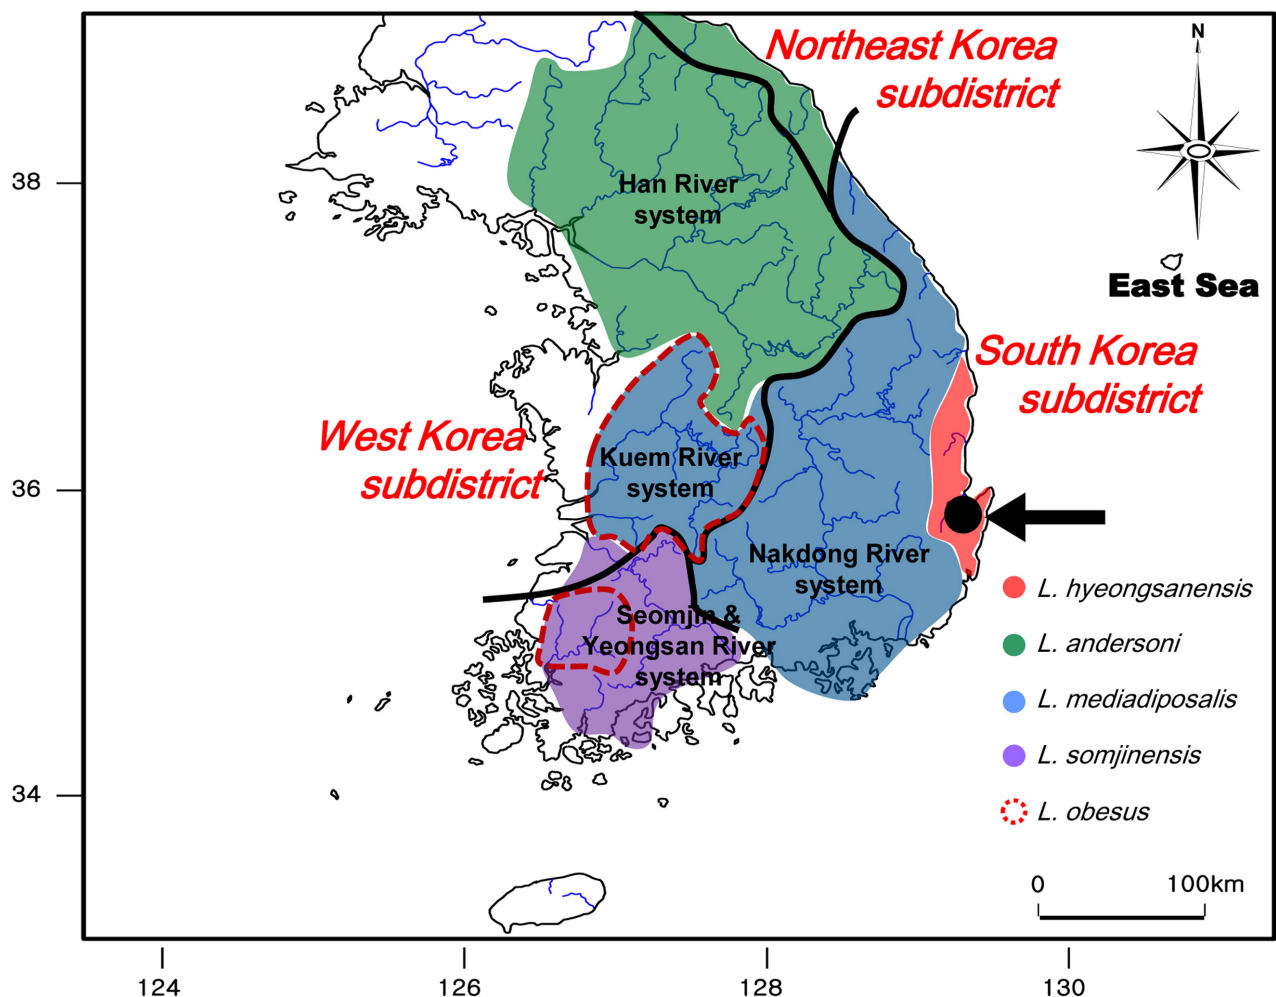 Northeast Korea
subdistrict
N
38
Han River
system
East Sea
South Korea
subdistrict
West Korea
subdistrict
36
Kuem River
system
Nakdong River
system
L. hyeongsanensis
Seomjin &
Yeongsan River
system
L. andersoni
L. mediadiposalis
L. somjinensis
34
L. obesus
0 100km
124 126 128 130